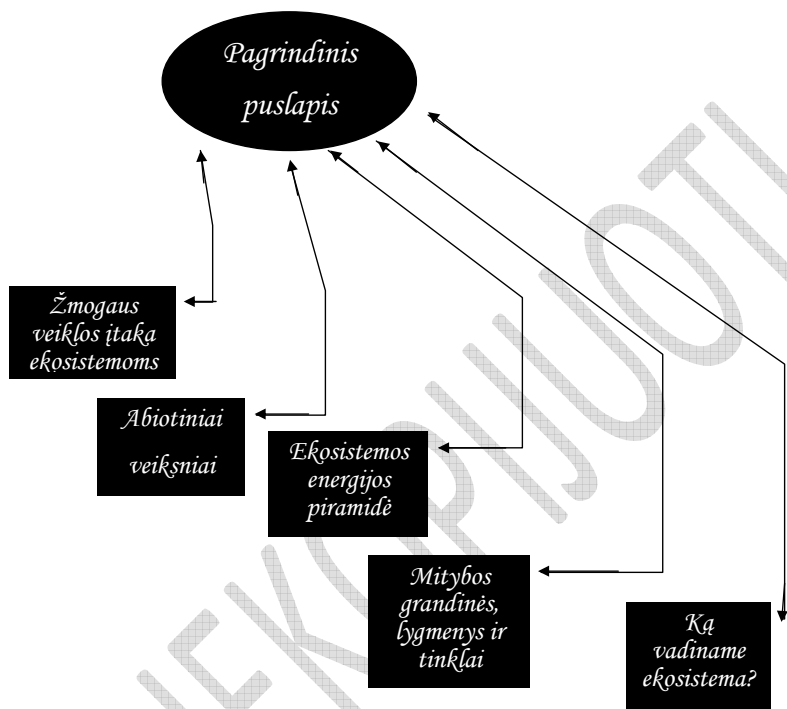 Pagrindinis
puslapis
Žmogaus
veiklos įtaka
ekosistemoms
Abiotiniai
veiksniai
Ekosistemos
energijos
piramidė
Mitybos
grandinės,
lygmenys ir
tinklai
Ką
vadiname
ekosistema?
NEKOPIJUOTI